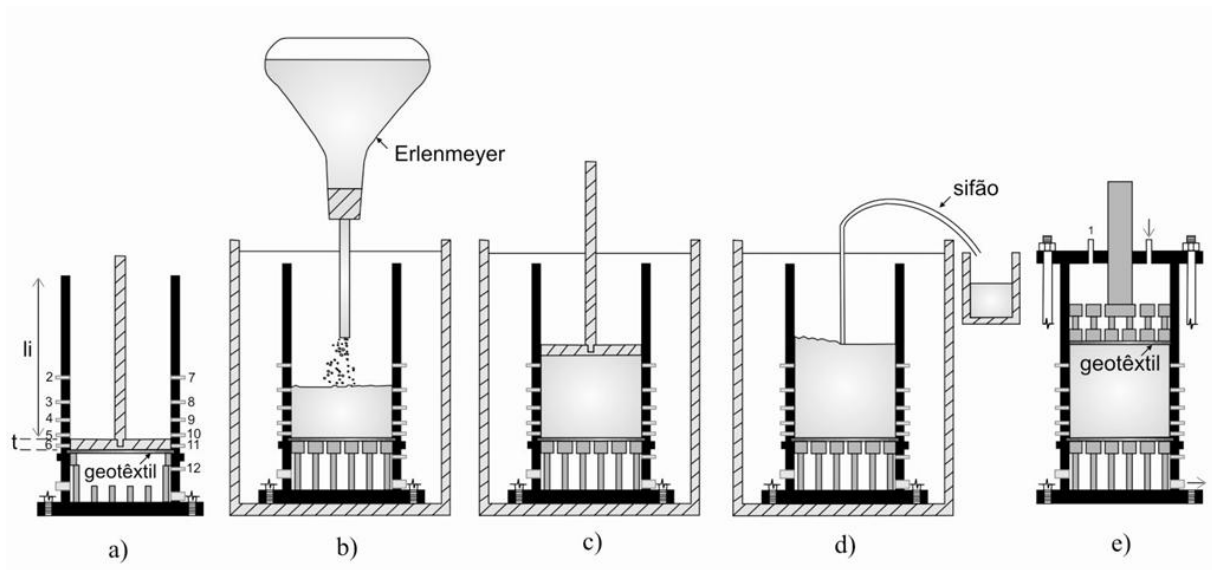 Erlenmeyer
sifão
li
t
2
3
4
5
6
7
8
9
10
11
12
geotêxtil
1
geotêxtil
a)
b)
c)
d)
e)